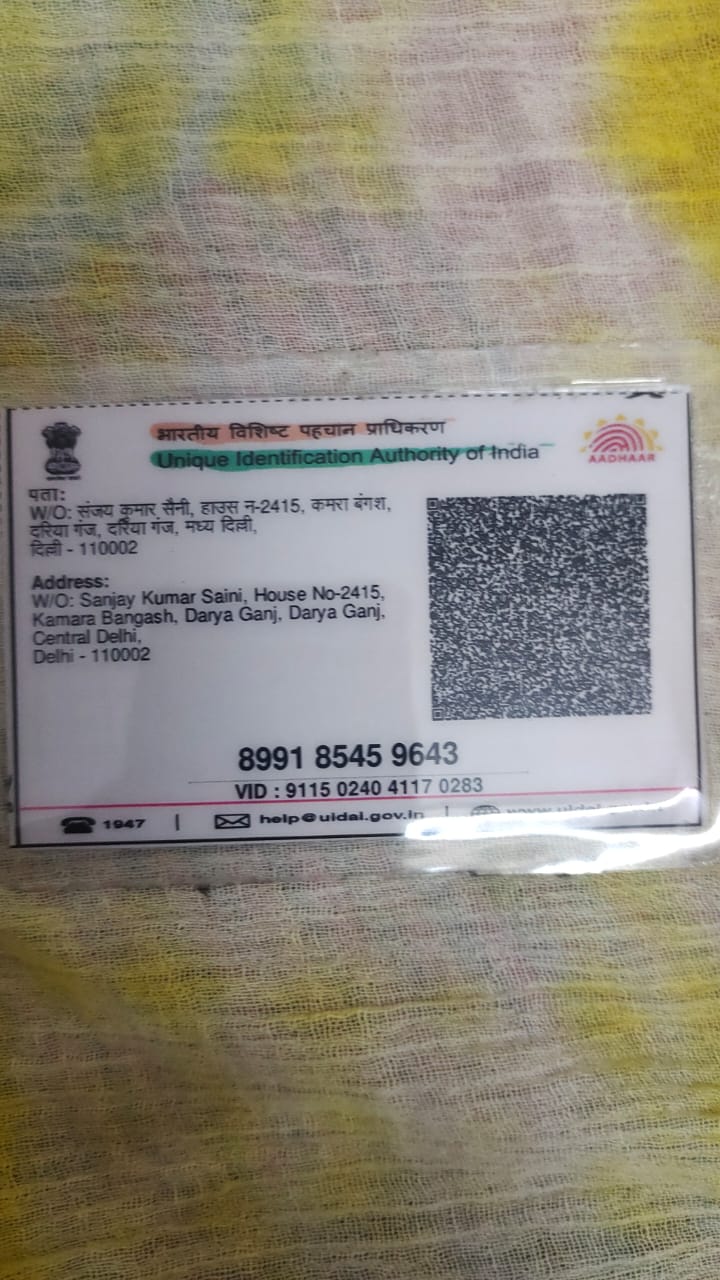 भारतीय विशिष्ट पहचान प्राधिकरण
Unique Identification Authority of India
AADHAAR
पता:
W/O: संजय कुमार सैनी, हाउस न-2415, कमरा बंगश,
दरिया गंज, दरिया गंज, मध्य दिल्ली,
दिल्ली - 110002
Address:
W/O: Sanjay Kumar Saini, House No-2415,
Kamara Bangash, Darya Ganj, Darya Ganj,
Central Delhi,
Delhi - 110002
8991 8545 9643
VID : 9115 0240 4117 0283
1947 | help@uidai.gov.in |